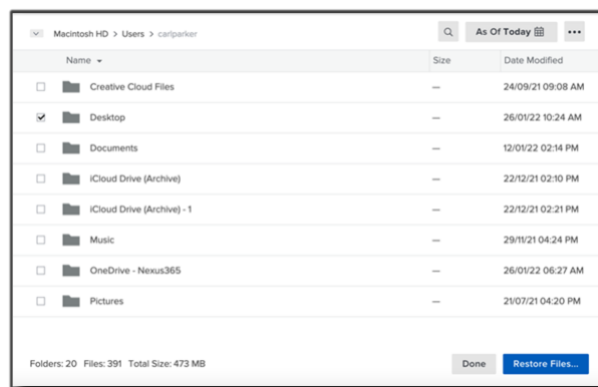 Macintosh HD > Users > carlparker As Of Today •••
Name Size Date Modified
Creative Cloud Files — 24/09/21 09:08 AM
Desktop — 26/01/22 10:24 AM
Documents — 12/01/22 02:14 PM
iCloud Drive (Archive) — 22/12/21 02:10 PM
iCloud Drive (Archive) - 1 — 22/12/21 02:21 PM
Music — 29/11/21 04:24 PM
OneDrive - Nexus365 — 26/01/22 06:27 AM
Pictures — 21/07/21 04:20 PM
Folders: 20 Files: 391 Total Size: 473 MB Done Restore Files...